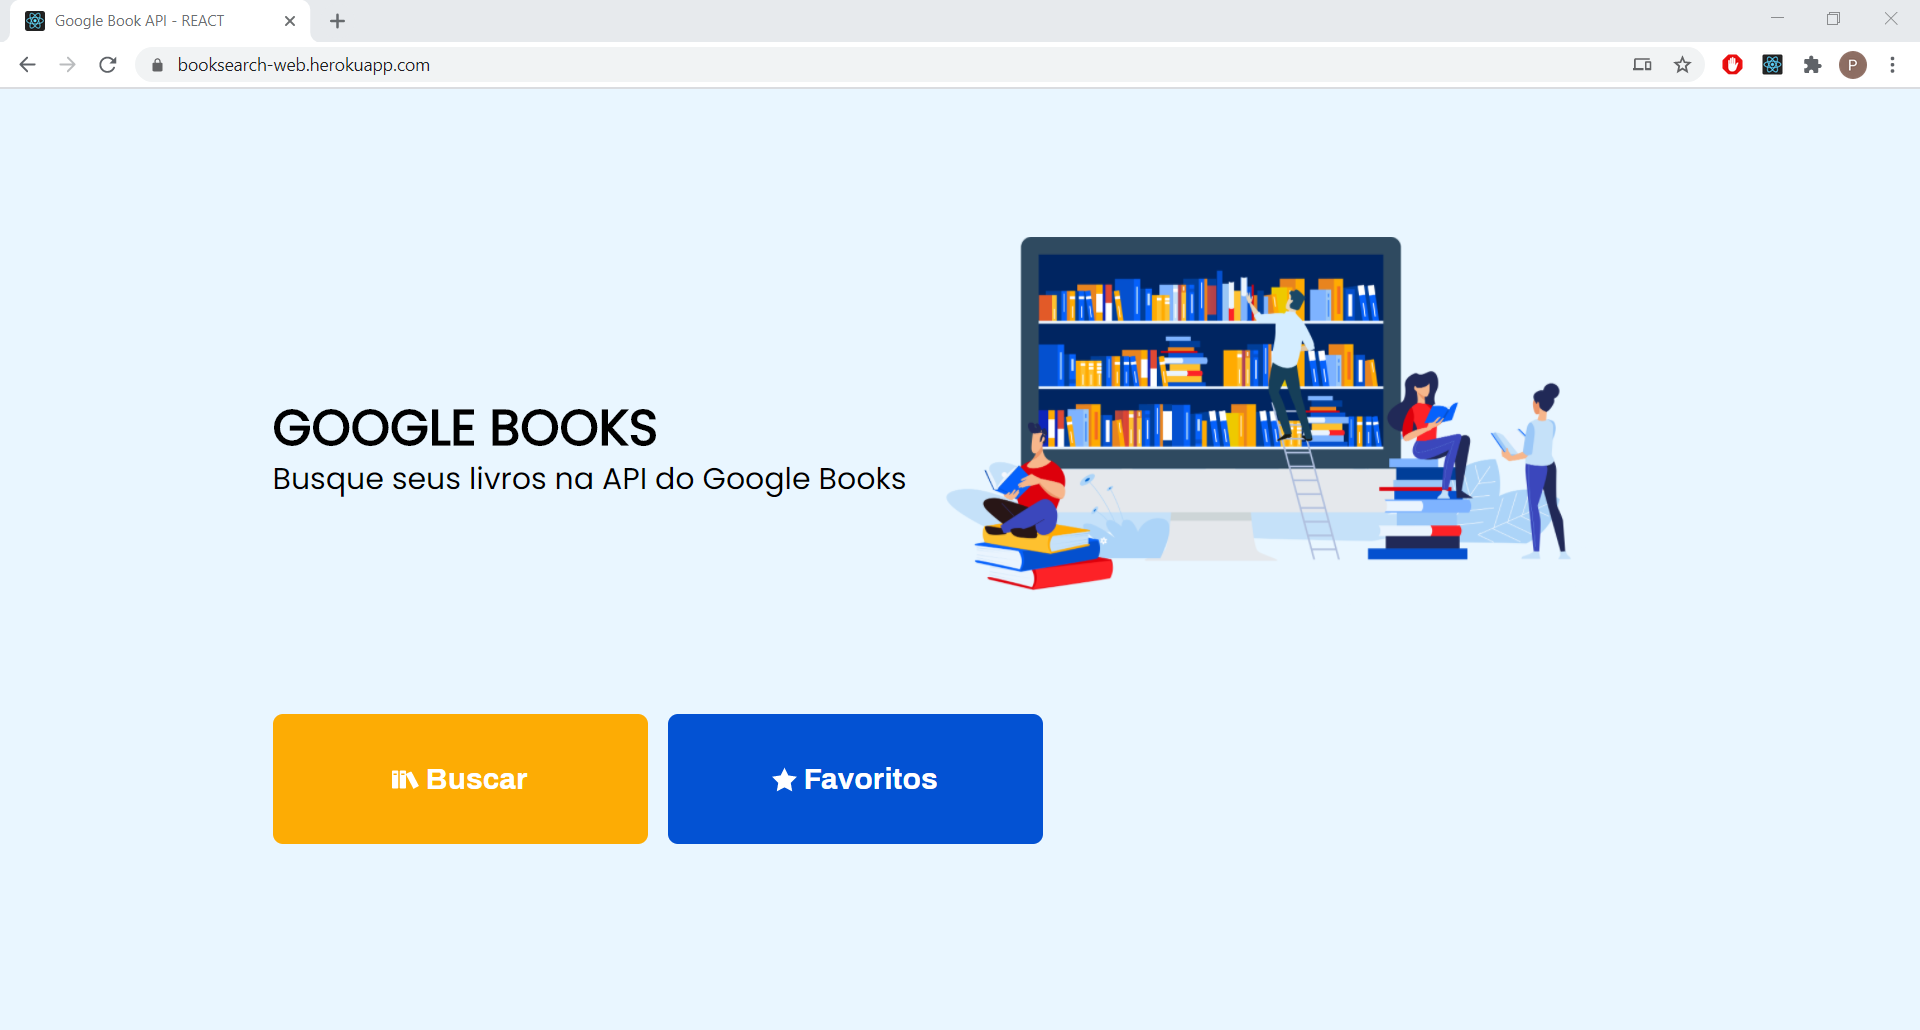 Google Book API - REACT
booksearch-web.herokuapp.com
P
GOOGLE BOOKS
Busque seus livros na API do Google Books
Buscar
Favoritos